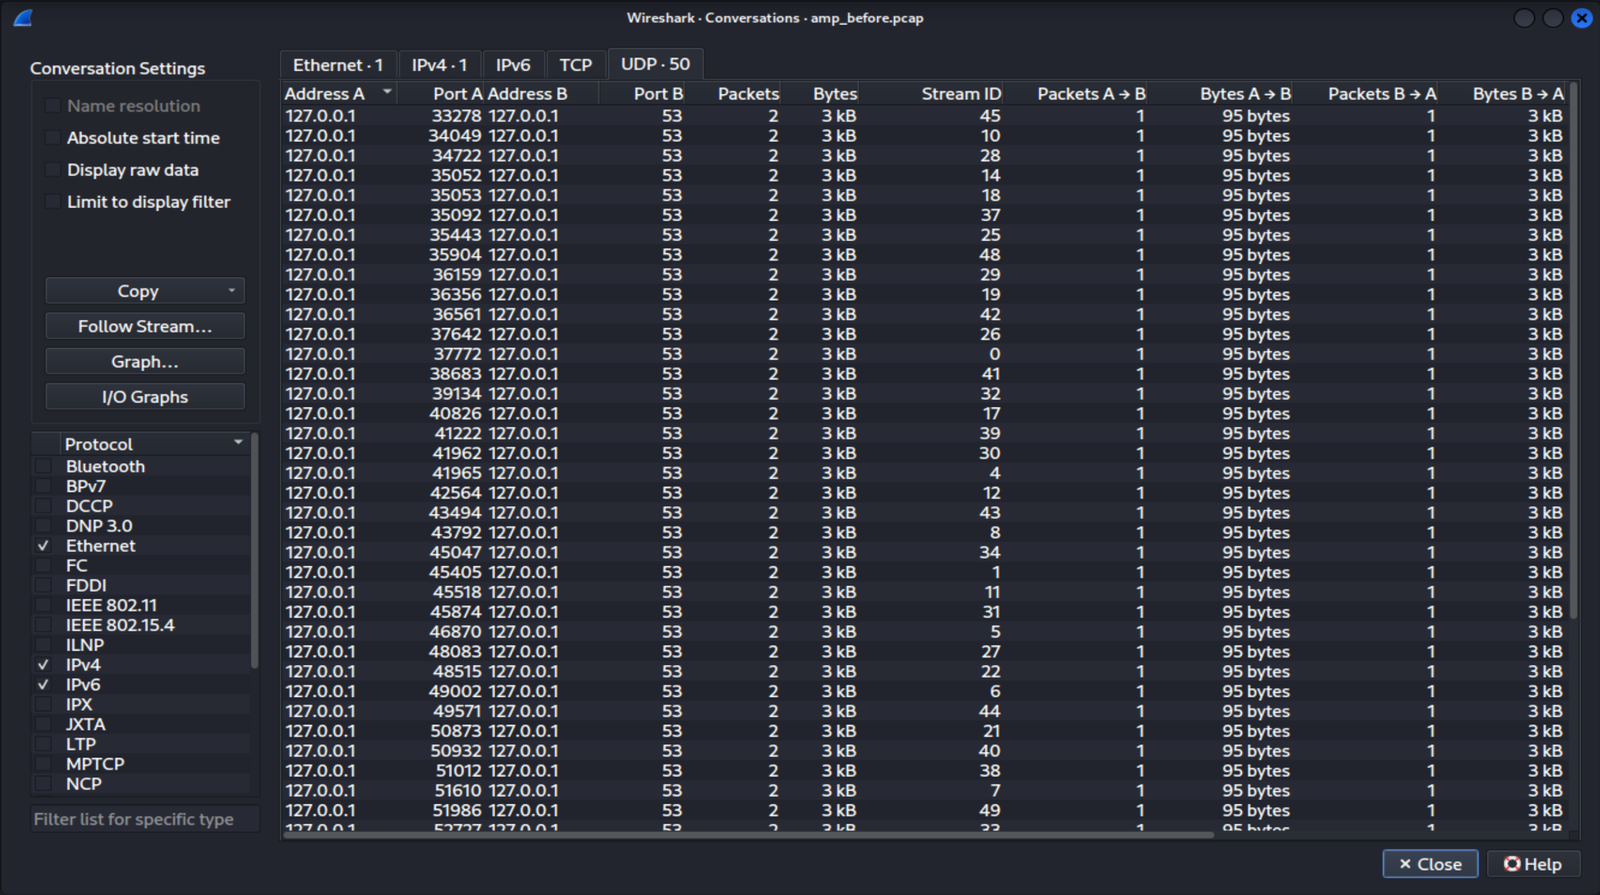 Wireshark · Conversations · amp_before.pcap
Conversation Settings
Name resolution
Absolute start time
Display raw data
Limit to display filter
Copy
Follow Stream...
Graph...
I/O Graphs
Protocol
Bluetooth
BPv7
DCCP
DNP 3.0
Ethernet
FC
FDDI
IEEE 802.11
IEEE 802.15.4
ILNP
IPv4
IPv6
IPX
JXTA
LTP
MPTCP
NCP
Filter list for specific type
Ethernet · 1 IPv4 · 1 IPv6 TCP UDP · 50
Address A Port A Address B Port B Packets Bytes Stream ID Packets A → B Bytes A → B Packets B → A Bytes B → A
127.0.0.1 33278 127.0.0.1 53 2 3 kB 45 1 95 bytes 1 3 kB
127.0.0.1 34049 127.0.0.1 53 2 3 kB 10 1 95 bytes 1 3 kB
127.0.0.1 34722 127.0.0.1 53 2 3 kB 28 1 95 bytes 1 3 kB
127.0.0.1 35052 127.0.0.1 53 2 3 kB 14 1 95 bytes 1 3 kB
127.0.0.1 35053 127.0.0.1 53 2 3 kB 18 1 95 bytes 1 3 kB
127.0.0.1 35092 127.0.0.1 53 2 3 kB 37 1 95 bytes 1 3 kB
127.0.0.1 35443 127.0.0.1 53 2 3 kB 25 1 95 bytes 1 3 kB
127.0.0.1 35904 127.0.0.1 53 2 3 kB 48 1 95 bytes 1 3 kB
127.0.0.1 36159 127.0.0.1 53 2 3 kB 29 1 95 bytes 1 3 kB
127.0.0.1 36356 127.0.0.1 53 2 3 kB 19 1 95 bytes 1 3 kB
127.0.0.1 36561 127.0.0.1 53 2 3 kB 42 1 95 bytes 1 3 kB
127.0.0.1 37642 127.0.0.1 53 2 3 kB 26 1 95 bytes 1 3 kB
127.0.0.1 37772 127.0.0.1 53 2 3 kB 0 1 95 bytes 1 3 kB
127.0.0.1 38683 127.0.0.1 53 2 3 kB 41 1 95 bytes 1 3 kB
127.0.0.1 39134 127.0.0.1 53 2 3 kB 32 1 95 bytes 1 3 kB
127.0.0.1 40826 127.0.0.1 53 2 3 kB 17 1 95 bytes 1 3 kB
127.0.0.1 41222 127.0.0.1 53 2 3 kB 39 1 95 bytes 1 3 kB
127.0.0.1 41962 127.0.0.1 53 2 3 kB 30 1 95 bytes 1 3 kB
127.0.0.1 41965 127.0.0.1 53 2 3 kB 4 1 95 bytes 1 3 kB
127.0.0.1 42564 127.0.0.1 53 2 3 kB 12 1 95 bytes 1 3 kB
127.0.0.1 43494 127.0.0.1 53 2 3 kB 43 1 95 bytes 1 3 kB
127.0.0.1 43792 127.0.0.1 53 2 3 kB 8 1 95 bytes 1 3 kB
127.0.0.1 45047 127.0.0.1 53 2 3 kB 34 1 95 bytes 1 3 kB
127.0.0.1 45405 127.0.0.1 53 2 3 kB 1 1 95 bytes 1 3 kB
127.0.0.1 45518 127.0.0.1 53 2 3 kB 11 1 95 bytes 1 3 kB
127.0.0.1 45874 127.0.0.1 53 2 3 kB 31 1 95 bytes 1 3 kB
127.0.0.1 46870 127.0.0.1 53 2 3 kB 5 1 95 bytes 1 3 kB
127.0.0.1 48083 127.0.0.1 53 2 3 kB 27 1 95 bytes 1 3 kB
127.0.0.1 48515 127.0.0.1 53 2 3 kB 22 1 95 bytes 1 3 kB
127.0.0.1 49002 127.0.0.1 53 2 3 kB 6 1 95 bytes 1 3 kB
127.0.0.1 49571 127.0.0.1 53 2 3 kB 44 1 95 bytes 1 3 kB
127.0.0.1 50873 127.0.0.1 53 2 3 kB 21 1 95 bytes 1 3 kB
127.0.0.1 50932 127.0.0.1 53 2 3 kB 40 1 95 bytes 1 3 kB
127.0.0.1 51012 127.0.0.1 53 2 3 kB 38 1 95 bytes 1 3 kB
127.0.0.1 51610 127.0.0.1 53 2 3 kB 7 1 95 bytes 1 3 kB
127.0.0.1 51986 127.0.0.1 53 2 3 kB 49 1 95 bytes 1 3 kB
Close
Help